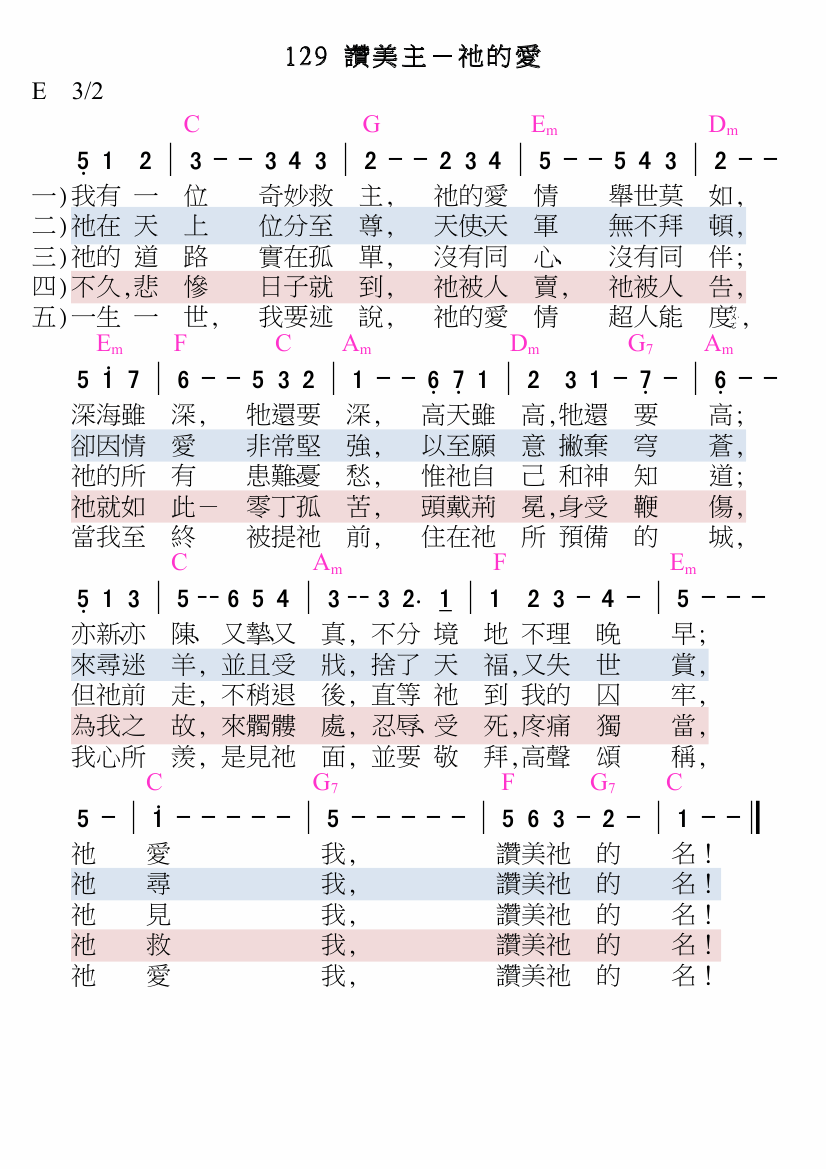 129 讚美主－祂的愛
E 3/2
C G Em Dm
5̣ 1 2 | 3 - - 3 4 3 | 2 - - 2 3 4 | 5 - - 5 4 3 | 2 - -
一)我有 一 位 奇妙救 主, 祂的愛 情 舉世莫 如,
二)祂在 天 上 位分至 尊, 天使、天 軍 無不拜 頓,
三)祂的 道 路 實在孤 單, 沒有同 心、 沒有同 伴;
四)不久,悲 慘 日子就 到, 祂被人 賣, 祂被人 告,
五)一生 一 世, 我要述 說, 祂的愛 情 超人能 度,
Em F C Am Dm G7 Am
5 1̇ 7 | 6 - - 5 3 2 | 1 - - 6̣ 7̣ 1 | 2 3 1 - 7̣ - | 6̣ - -
深海雖 深, 牠還要 深, 高天雖 高,牠還 要 高;
卻因情 愛 非常堅 強, 以至願 意 撇棄 穹 蒼,
祂的所 有 患難、憂 愁, 惟祂自 己 和神 知 道;
祂就如 此－ 零丁孤 苦, 頭戴荊 冕,身受 鞭 傷,
當我至 終 被提祂 前, 住在祂 所 預備 的 城,
C Am F Em
5̣ 1 3 | 5 -- 6 5 4 | 3 -- 3 2. 1 | 1 2 3 - 4 - | 5 - - -
亦新、亦 陳、 又摯、又 真, 不分 境 地 不理 晚 早;
來尋迷 羊, 並且受 戕, 捨了 天 福,又失 世 賞,
但祂前 走, 不稍退 後, 直等 祂 到 我的 囚 牢,
為我之 故, 來髑髏 處, 忍辱、 受 死,疼痛 獨 當,
我心所 羨, 是見祂 面, 並要 敬 拜,高聲 頌 稱,
C G7 F G7 C
5 - | 1̇ - - - - - | 5 - - - - - | 5 6 3 - 2 - | 1 - - ‖
祂 愛 我, 讚美祂 的 名！
祂 尋 我, 讚美祂 的 名！
祂 見 我, 讚美祂 的 名！
祂 救 我, 讚美祂 的 名！
祂 愛 我, 讚美祂 的 名！